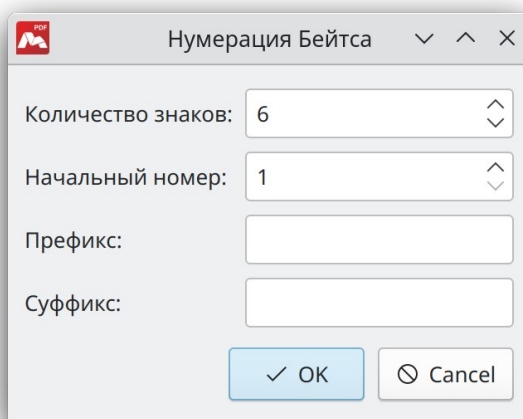 PDF
Нумерация Бейтса
Количество знаков: 6
Начальный номер: 1
Префикс:
Суффикс:
OK Cancel